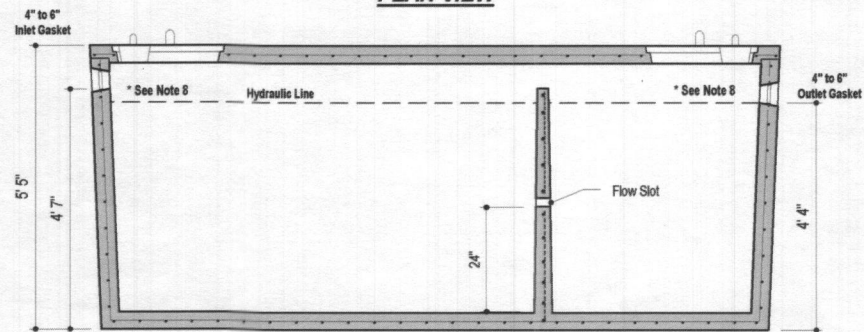 PLAN VIEW
4" to 6"
Inlet Gasket
* See Note 8
Hydraulic Line
* See Note 8
4" to 6"
Outlet Gasket
5' 5"
4' 7"
Flow Slot
24"
4' 4"